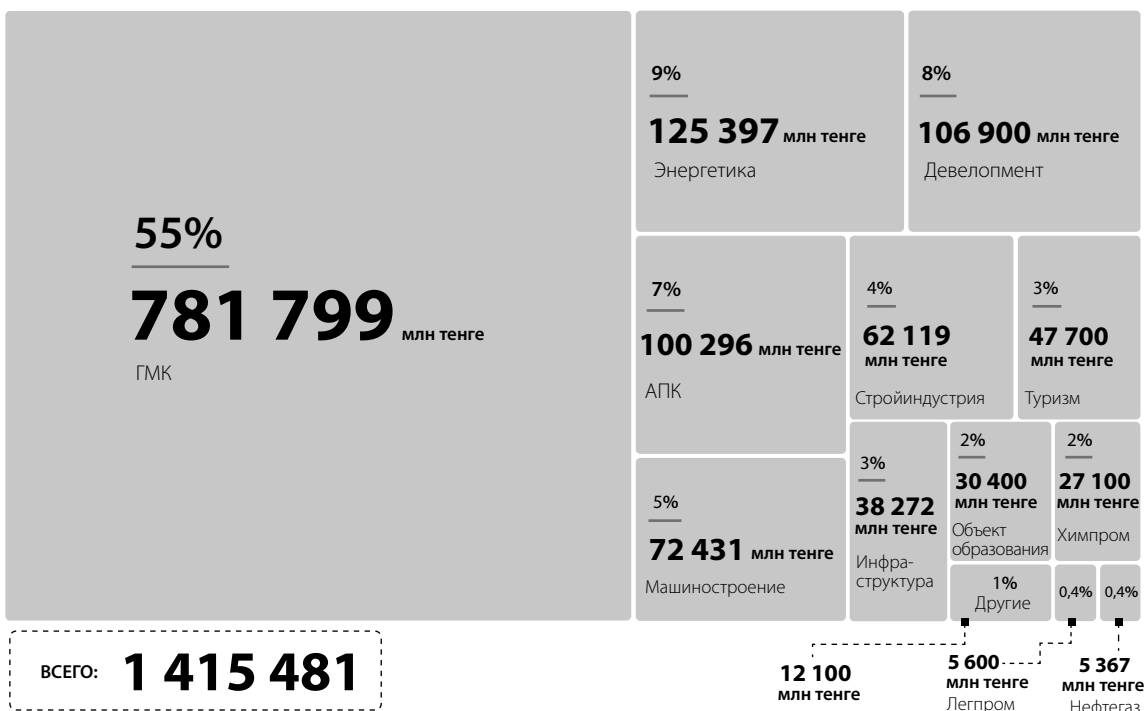 55%
781 799 млн тенге
ГМК
9%
125 397 млн тенге
Энергетика
8%
106 900 млн тенге
Девелопмент
7%
100 296 млн тенге
АПК
4%
62 119
млн тенге
Стройиндустрия
3%
47 700
млн тенге
Туризм
5%
72 431 млн тенге
Машиностроение
3%
38 272
млн тенге
Инфра-
структура
2%
30 400
млн тенге
Объект
образования
2%
27 100
млн тенге
Химпром
1%
Другие
0,4%
0,4%
12 100
млн тенге
5 600
млн тенге
Легпром
5 367
млн тенге
Нефтегаз
ВСЕГО: 1 415 481